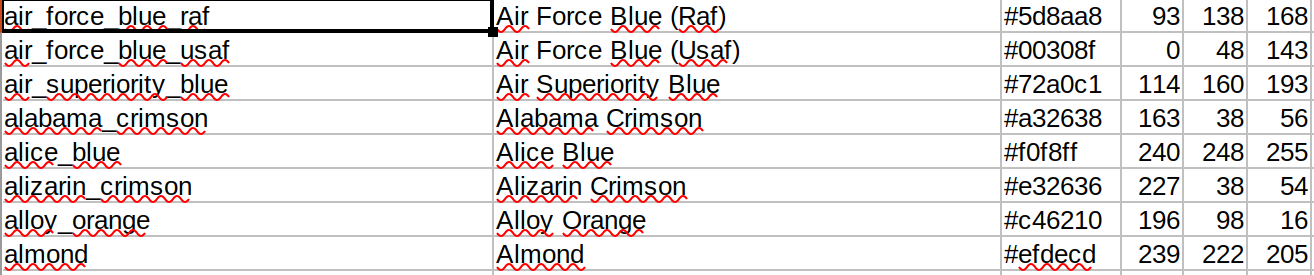 air_force_blue_raf Air Force Blue (Raf) #5d8aa8 93 138 168
air_force_blue_usaf Air Force Blue (Usaf) #00308f 0 48 143
air_superiority_blue Air Superiority Blue #72a0c1 114 160 193
alabama_crimson Alabama Crimson #a32638 163 38 56
alice_blue Alice Blue #f0f8ff 240 248 255
alizarin_crimson Alizarin Crimson #e32636 227 38 54
alloy_orange Alloy Orange #c46210 196 98 16
almond Almond #efdecd 239 222 205